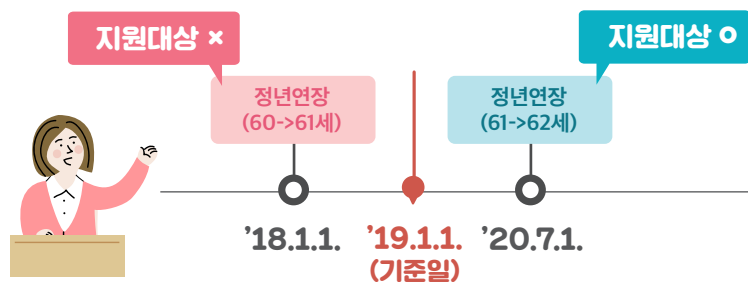 지원대상 ×
지원대상 O
정년연장
(60->61세)
정년연장
(61->62세)
’18.1.1.
’19.1.1.
(기준일)
’20.7.1.